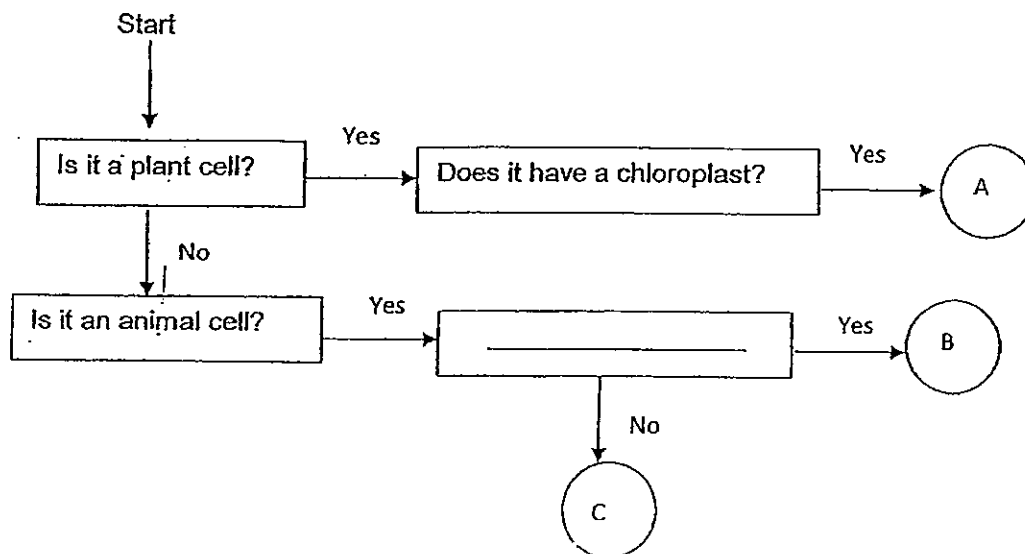 Start
Is it a plant cell?
Yes
Does it have a chloroplast?
Yes
A
No
Is it an animal cell?
Yes
Yes
B
No
C